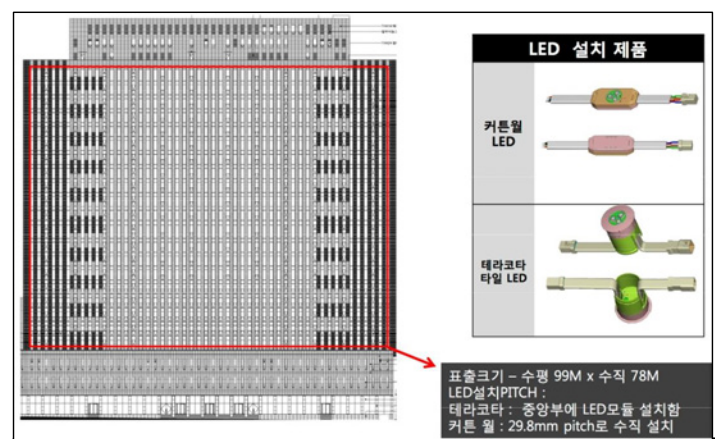 LED 설치 제품
커튼월
LED
테라코타
타일 LED
표출크기 – 수평 99M x 수직 78M
LED설치PITCH :
테라코타 : 중앙부에 LED모듈 설치함
커튼 월 : 29.8mm pitch로 수직 설치